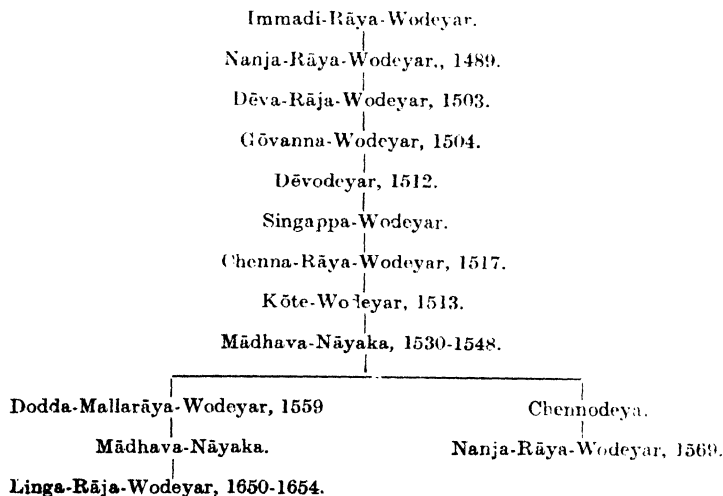 Immadi-Rāya-Wodeyar.
Nanja-Rāya-Wodeyar., 1489.
Dēva-Rāja-Wodeyar, 1503.
Gōvanna-Wodeyar, 1504.
Dēvodeyar, 1512.
Singappa-Wodeyar.
Chenna-Rāya-Wodeyar, 1517.
Kōte-Wodeyar, 1513.
Mādhava-Nāyaka, 1530-1548.
Dodda-Mallarāya-Wodeyar, 1559
Chennodeya.
Mādhava-Nāyaka.
Nanja-Rāya-Wodeyar, 1569.
Linga-Rāja-Wodeyar, 1650-1654.